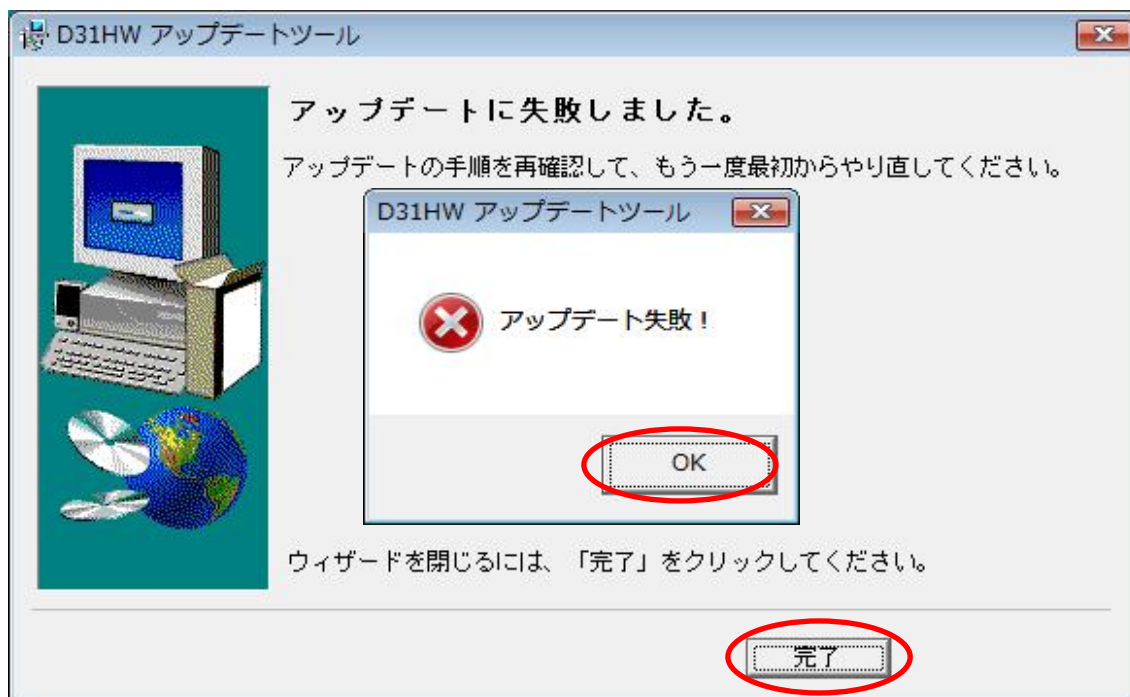 D31HW アップデートツール
アップデートに失敗しました。
アップデートの手順を再確認して、もう一度最初からやり直してください。
D31HW アップデートツール
アップデート失敗！
OK
ウィザードを閉じるには、「完了」をクリックしてください。
完了